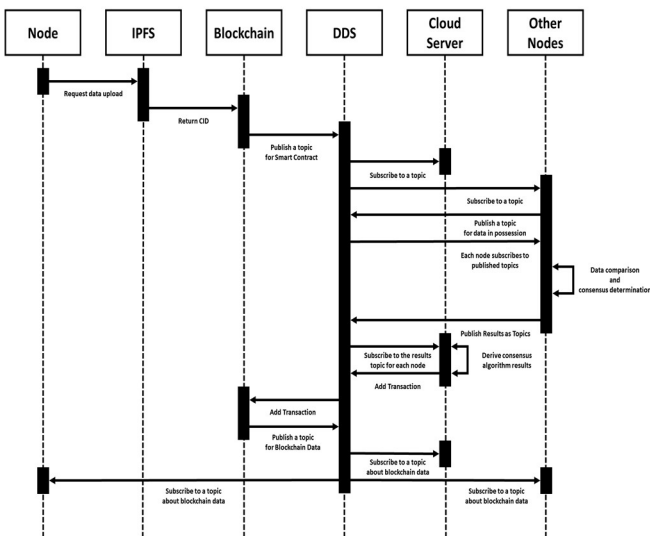 Node
IPFS
Blockchain
DDS
Cloud
Server
Other
Nodes
Request data upload
Return CID
Publish a topic
for Smart Contract
Subscribe to a topic
Subscribe to a topic
Publish a topic
for data in possession
Each node subscribes to
published topics
Data comparison
and
consensus determination
Publish Results as Topics
Subscribe to the results
topic for each node
Derive consensus
algorithm results
Add Transaction
Add Transaction
Publish a topic
for Blockchain Data
Subscribe to a topic
about blockchain data
Subscribe to a topic
about blockchain data
Subscribe to a topic
about blockchain data